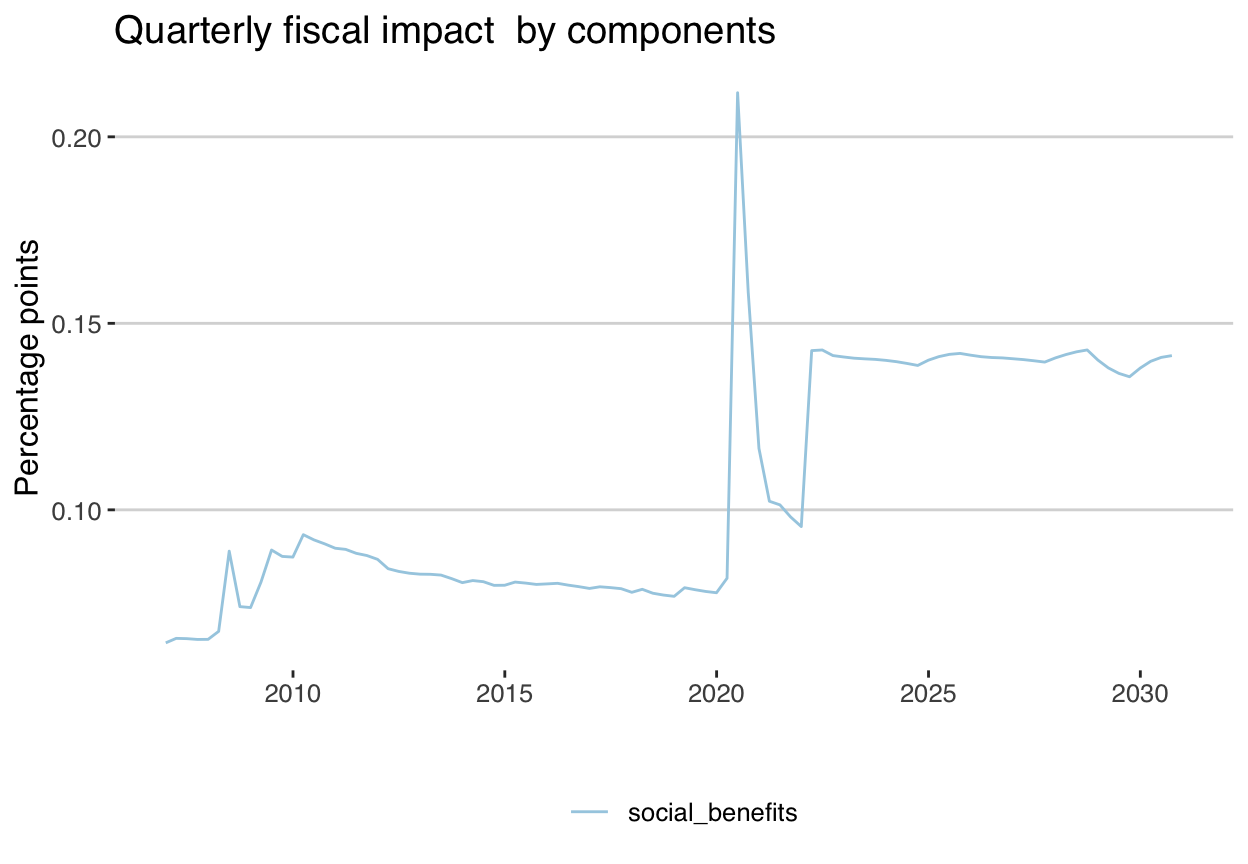 Quarterly fiscal impact  by components
Percentage points
0.20
0.15
0.10
2010 2015 2020 2025 2030
social_benefits